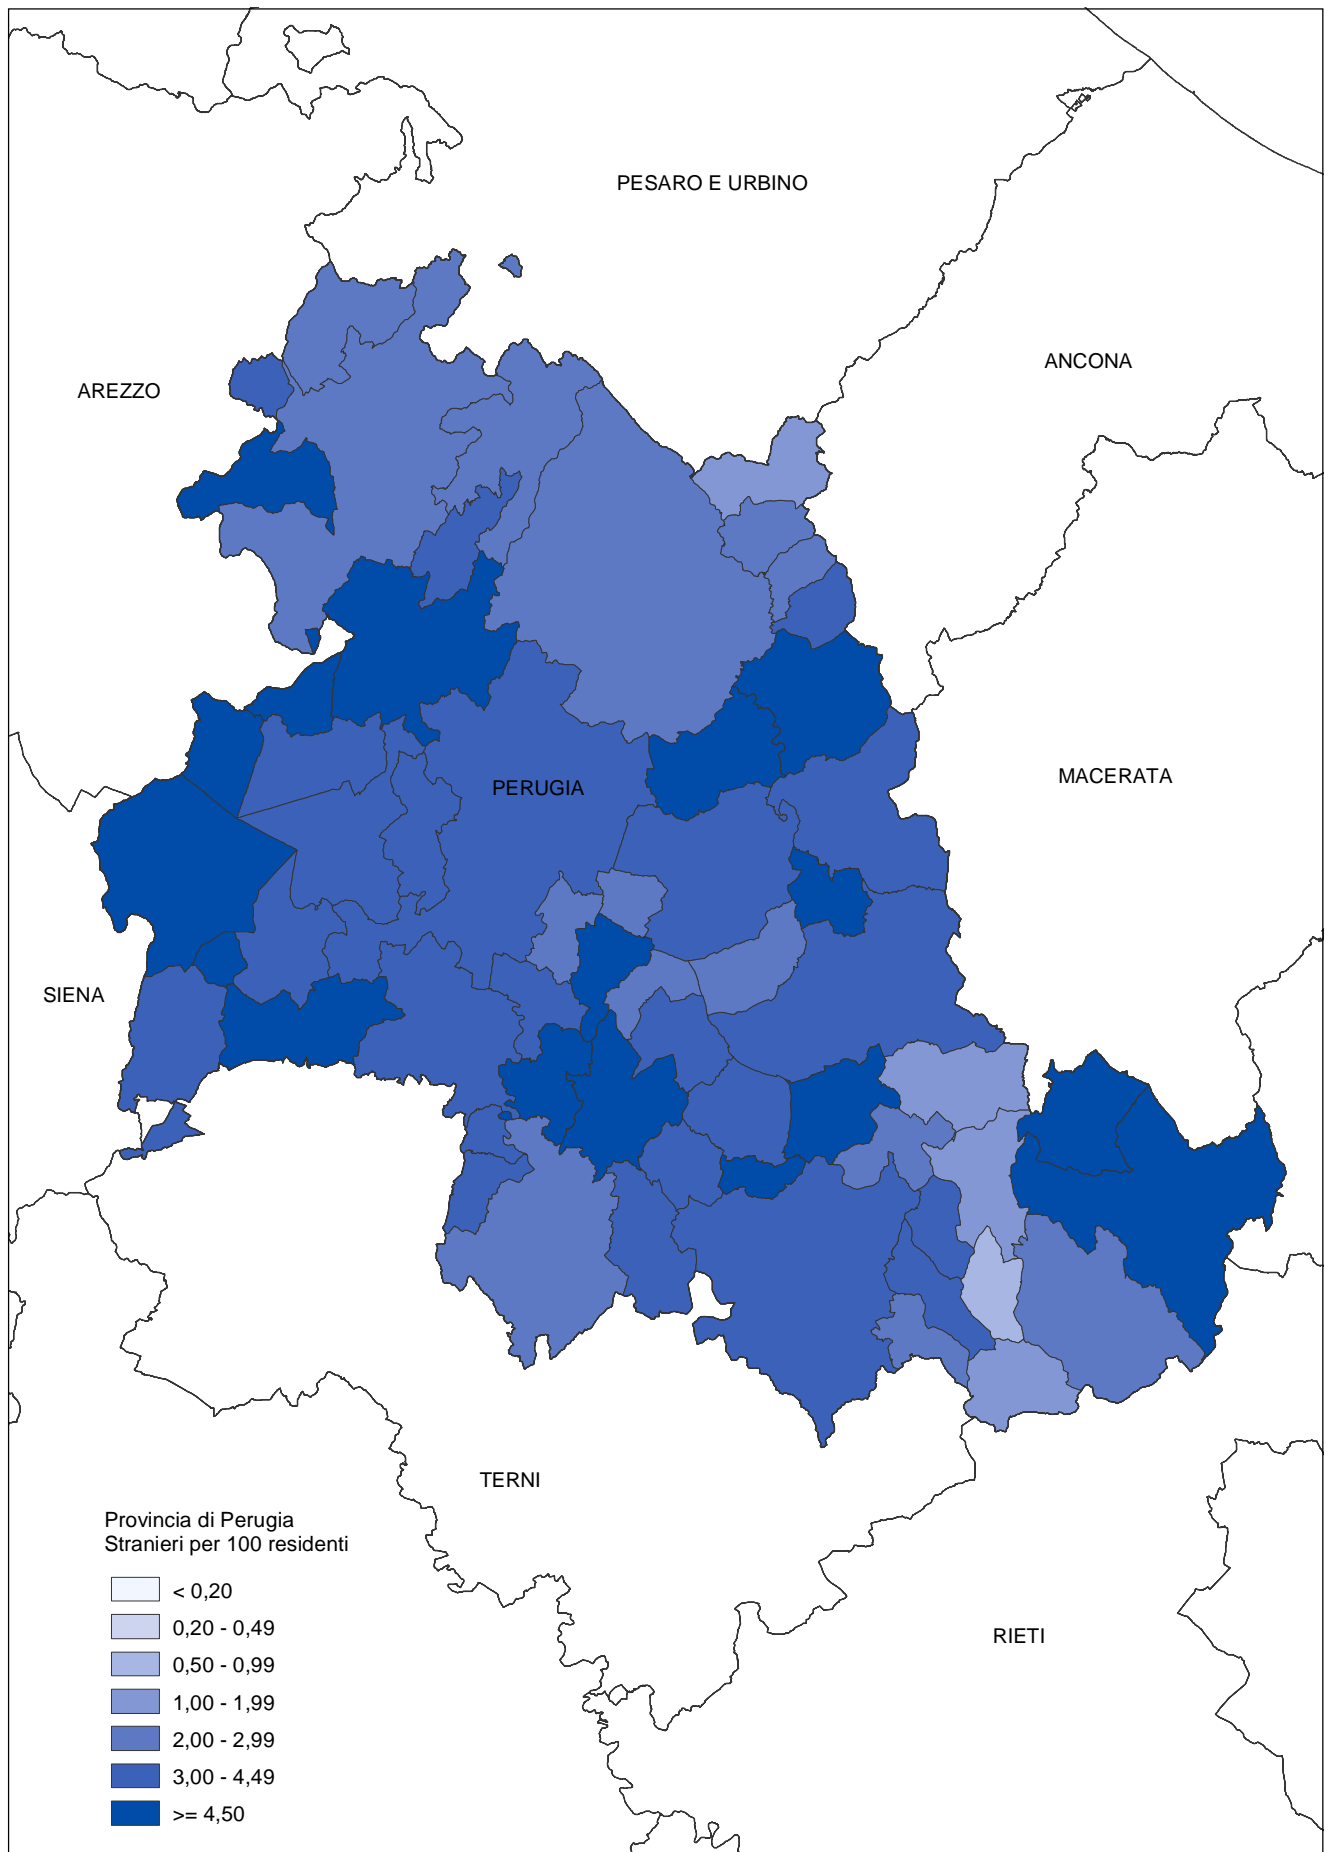 PESARO E URBINO
ANCONA
AREZZO
MACERATA
PERUGIA
SIENA
TERNI
RIETI
Provincia di Perugia
Stranieri per 100 residenti
< 0,20
0,20 - 0,49
0,50 - 0,99
1,00 - 1,99
2,00 - 2,99
3,00 - 4,49
>= 4,50